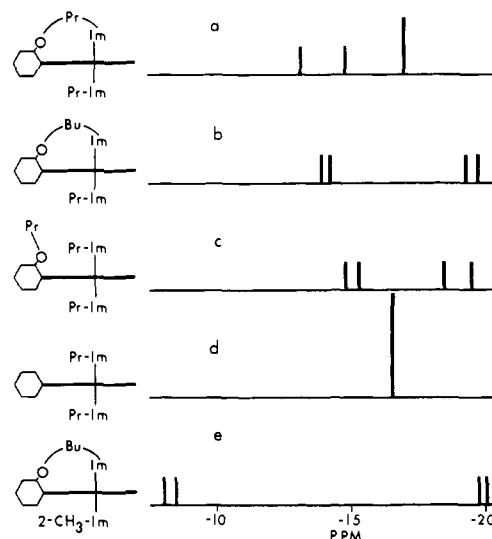 Pr
O
Im
Pr-Im
a
Bu
O
Im
Pr-Im
b
Pr
O
Pr-Im
Pr-Im
c
Pr-Im
Pr-Im
d
Bu
O
Im
2-CH3-Im
e
-10
-15
-20
PPM